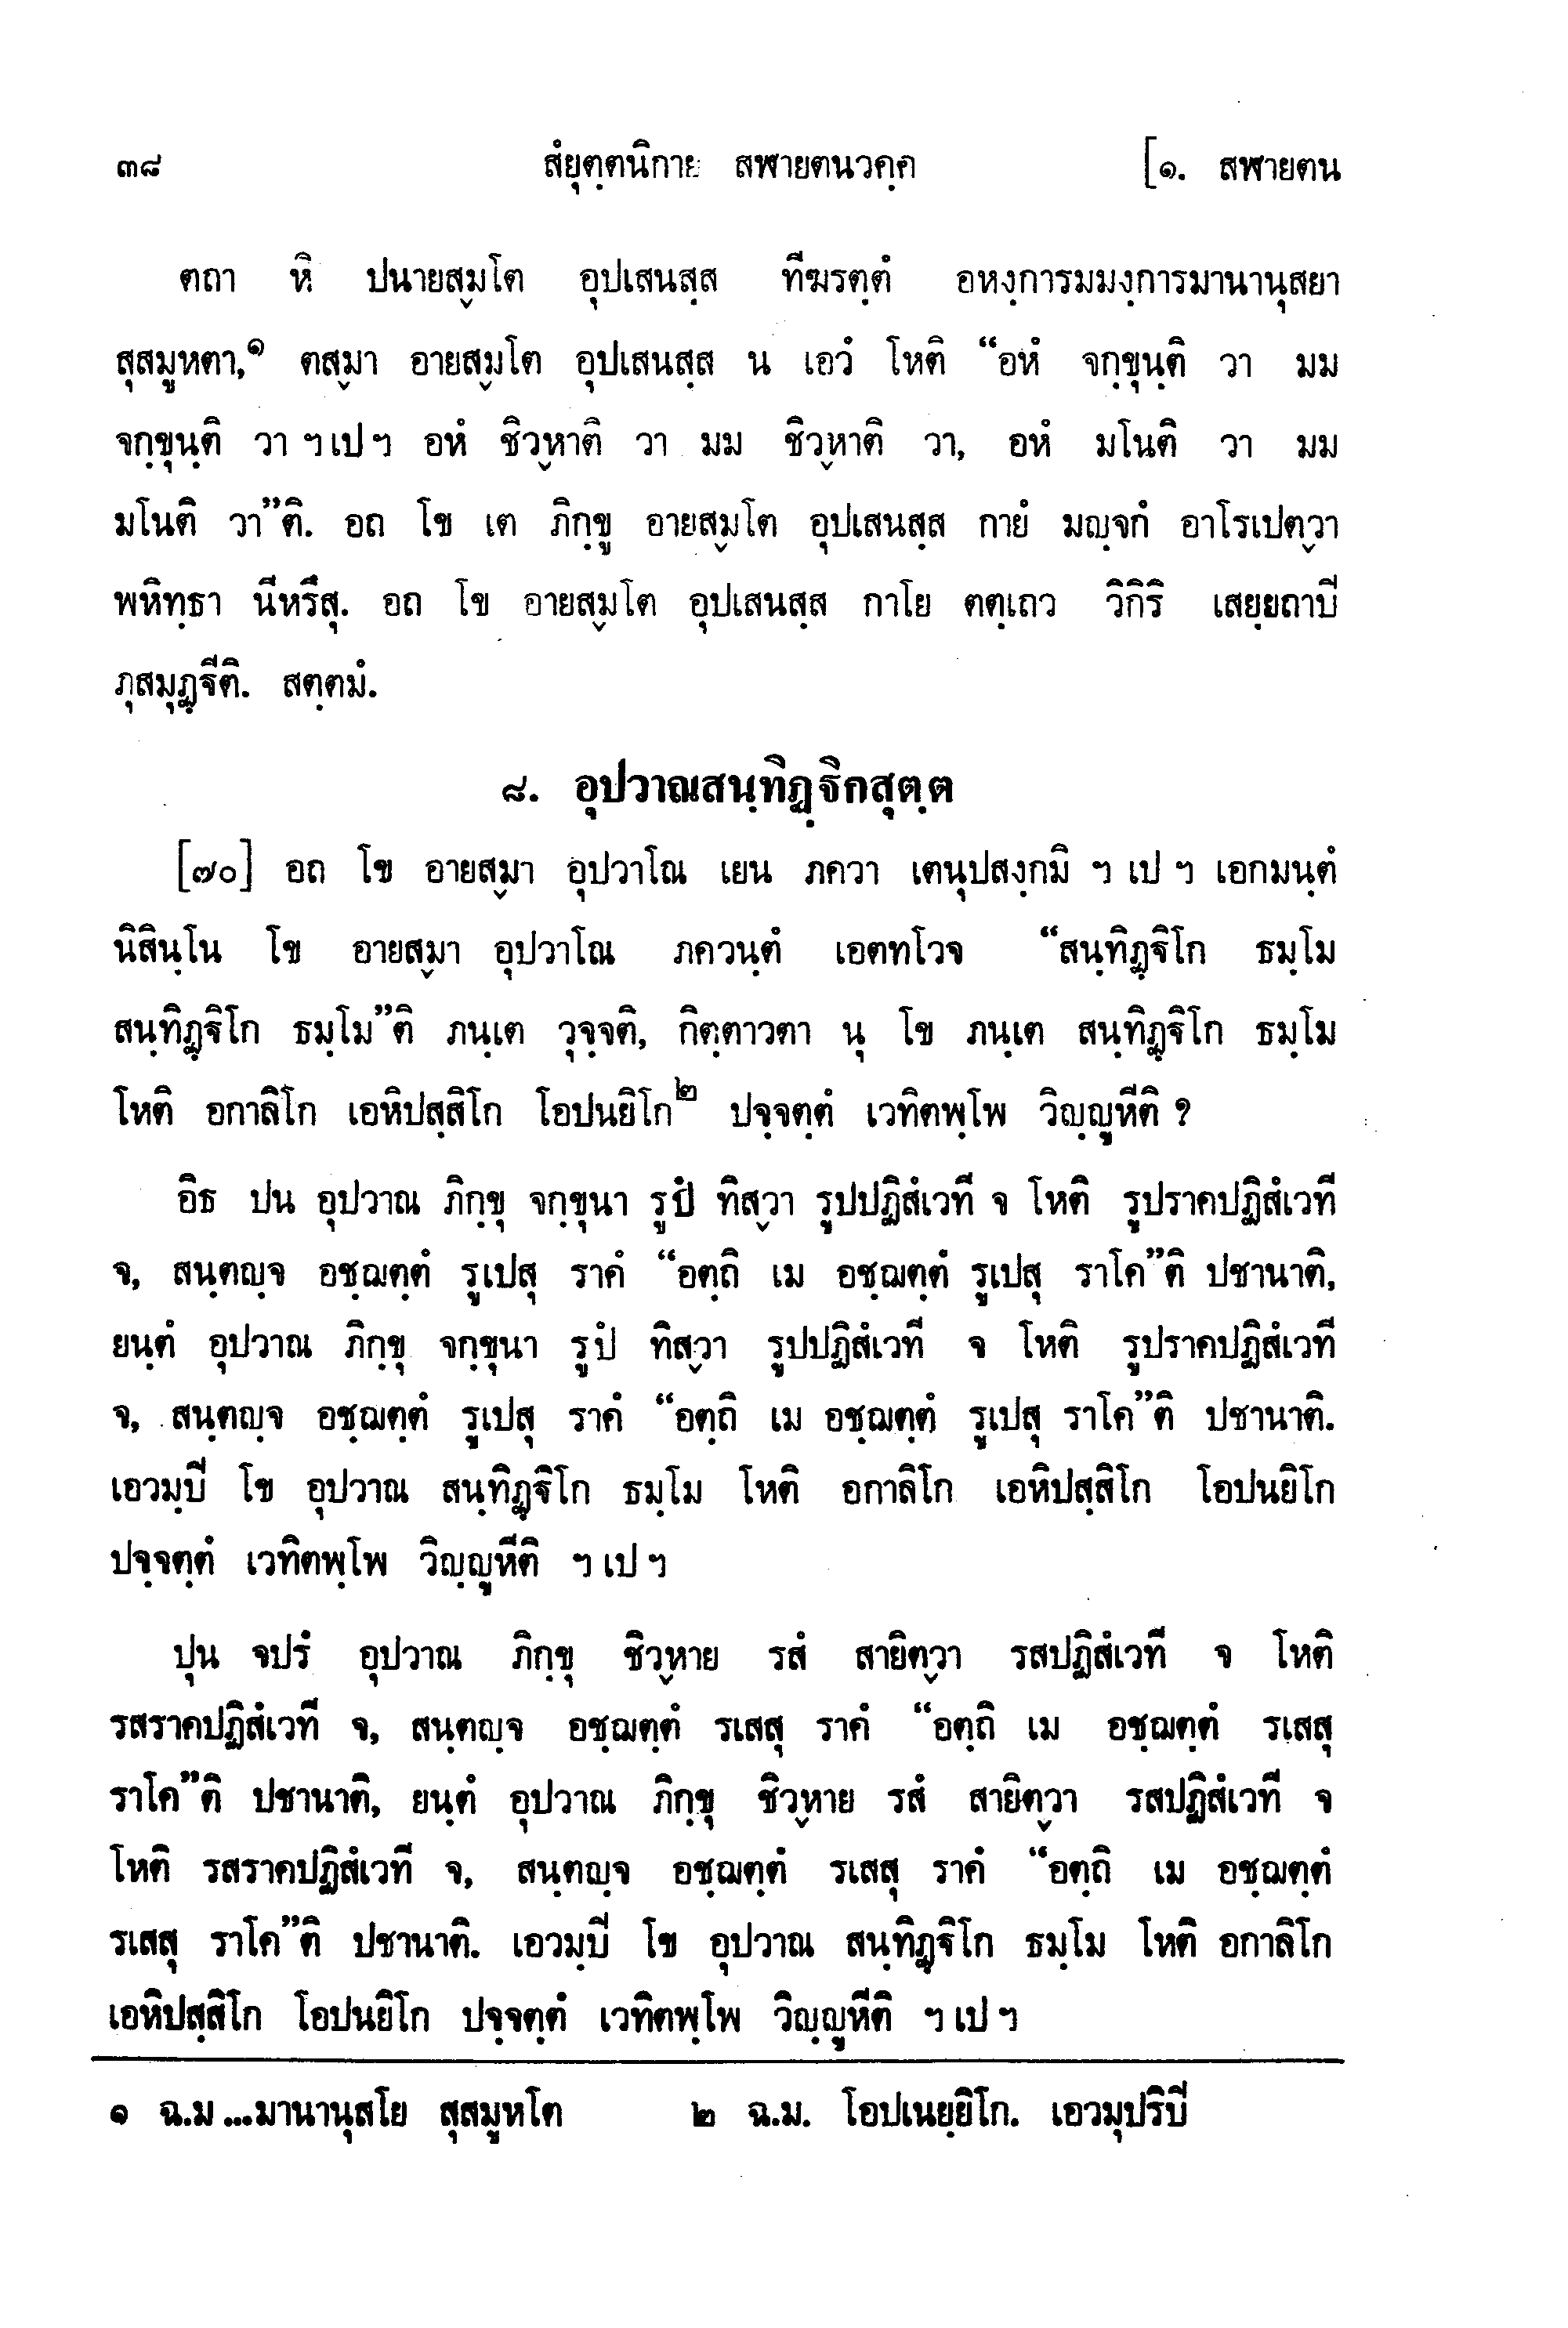 ๓๘ สํยุตฺตนิกาย สฬายตนวคฺค [๑. สฬายตน
ตถา หิ ปนายสฺมโต อุปเสนสฺส ทีฆรตฺตํ อหงฺการมมงฺการมานานุสยา
สุสมูหตา,๑ ตสฺมา อายสฺมโต อุปเสนสฺส น เอวํ โหติ “อหํ จกฺขุนฺติ วา มม
จกฺขุนฺติ วา ฯเปฯ อหํ ชิวฺหาติ วา มม ชิวฺหาติ วา, อหํ มโนติ วา มม
มโนติ วา”ติ. อถ โข เต ภิกฺขู อายสฺมโต อุปเสนสฺส กายํ มญฺจกํ อาโรเปตฺวา
พหิทฺธา นีหรึสุ. อถ โข อายสฺมโต อุปเสนสฺส กาโย ตตฺเถว วิกิริ เสยฺยถาปี
ภุสมุฏฺฐีติ. สตฺตมํ.
๘. อุปวาณสนฺทิฏฺฐิกสุตฺต
[๗๐] อถ โข อายสฺมา อุปวาโณ เยน ภควา เตนุปสงฺกมิ ฯ เป ฯ เอกมนฺตํ
นิสินฺโน โข อายสฺมา อุปวาโณ ภควนฺตํ เอตทโวจ “สนฺทิฏฺฐิโก ธมฺโม
สนฺทิฏฺฐิโก ธมฺโม”ติ ภนฺเต วุจฺจติ, กิตฺตาวตา นุ โข ภนฺเต สนฺทิฏฺฐิโก ธมฺโม
โหติ อกาลิโก เอหิปสฺสิโก โอปนยิโก๒ ปจฺจตฺตํ เวทิตพฺโพ วิญฺญูหีติ ?
อิธ ปน อุปวาณ ภิกฺขุ จกฺขุนา รูปํ ทิสฺวา รูปปฏิสํเวที จ โหติ รูปราคปฏิสํเวที
จ, สนฺตญฺจ อชฺฌตฺตํ รูเปสุ ราคํ “อตฺถิ เม อชฺฌตฺตํ รูเปสุ ราโค”ติ ปชานาติ,
ยนฺตํ อุปวาณ ภิกฺขุ จกฺขุนา รูปํ ทิสฺวา รูปปฏิสํเวที จ โหติ รูปราคปฏิสํเวที
จ, สนฺตญฺจ อชฺฌตฺตํ รูเปสุ ราคํ “อตฺถิ เม อชฺฌตฺตํ รูเปสุ ราโค”ติ ปชานาติ.
เอวมฺปี โข อุปวาณ สนฺทิฏฺฐิโก ธมฺโม โหติ อกาลิโก เอหิปสฺสิโก โอปนยิโก
ปจฺจตฺตํ เวทิตพฺโพ วิญฺญูหีติ ฯ เป ฯ
ปุน จปรํ อุปวาณ ภิกฺขุ ชิวฺหาย รสํ สายิตฺวา รสปฏิสํเวที จ โหติ
รสราคปฏิสํเวที จ, สนฺตญฺจ อชฺฌตฺตํ รเสสุ ราคํ “อตฺถิ เม อชฺฌตฺตํ รเสสุ
ราโค”ติ ปชานาติ, ยนฺตํ อุปวาณ ภิกฺขุ ชิวฺหาย รสํ สายิตฺวา รสปฏิสํเวที จ
โหติ รสราคปฏิสํเวที จ, สนฺตญฺจ อชฺฌตฺตํ รเสสุ ราคํ “อตฺถิ เม อชฺฌตฺตํ
รเสสุ ราโค”ติ ปชานาติ. เอวมฺปี โข อุปวาณ สนฺทิฏฺฐิโก ธมฺโม โหติ อกาลิโก
เอหิปสฺสิโก โอปนยิโก ปจฺจตฺตํ เวทิตพฺโพ วิญฺญูหีติ ฯ เป ฯ
๑ ฉ.ม ...มานานุสโย สุสมูหโต ๒ ฉ.ม. โอปเนยฺยิโก. เอวมุปริปี